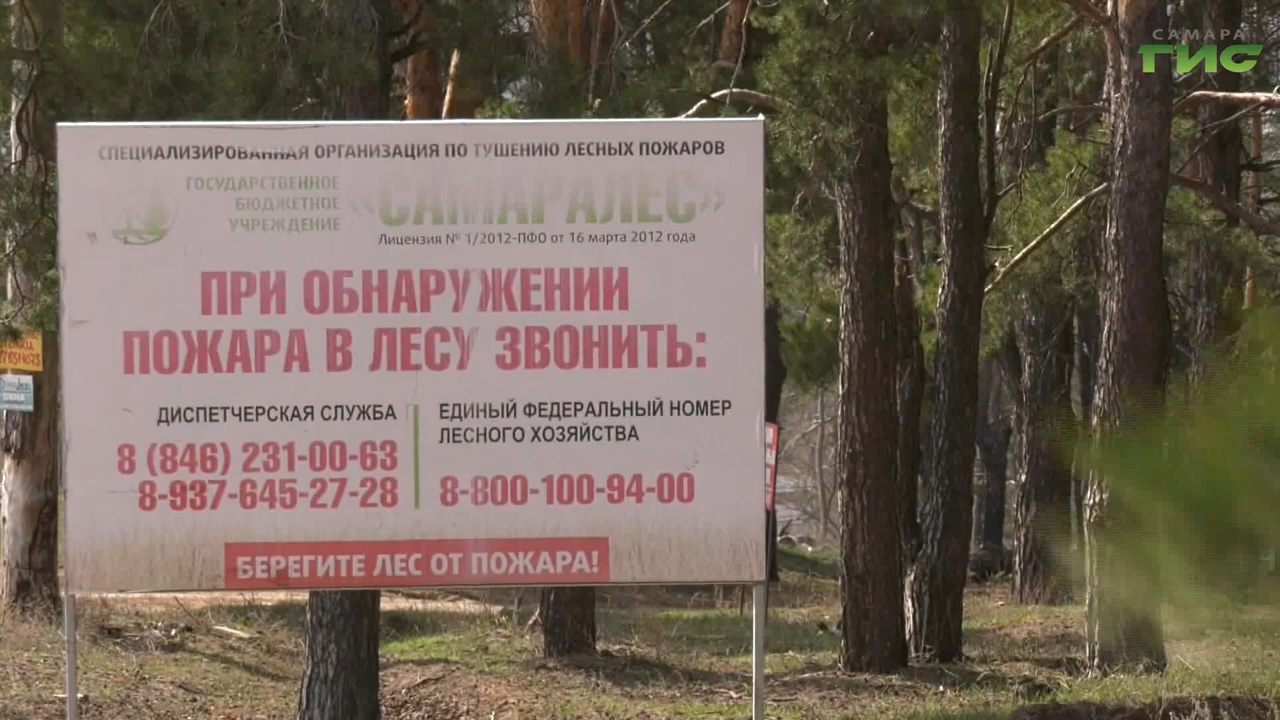 САМАРА
ГИС
СПЕЦИАЛИЗИРОВАННАЯ ОРГАНИЗАЦИЯ ПО ТУШЕНИЮ ЛЕСНЫХ ПОЖАРОВ
ГОСУДАРСТВЕННОЕ
БЮДЖЕТНОЕ
УЧРЕЖДЕНИЕ
«САМАРАЛЕС»
Лицензия № 1/2012-ПФО от 16 марта 2012 года
ПРИ ОБНАРУЖЕНИИ
ПОЖАРА В ЛЕСУ ЗВОНИТЬ:
ДИСПЕТЧЕРСКАЯ СЛУЖБА
8 (846) 231-00-63
8-937-645-27-28
ЕДИНЫЙ ФЕДЕРАЛЬНЫЙ НОМЕР
ЛЕСНОГО ХОЗЯЙСТВА
8-800-100-94-00
БЕРЕГИТЕ ЛЕС ОТ ПОЖАРА!